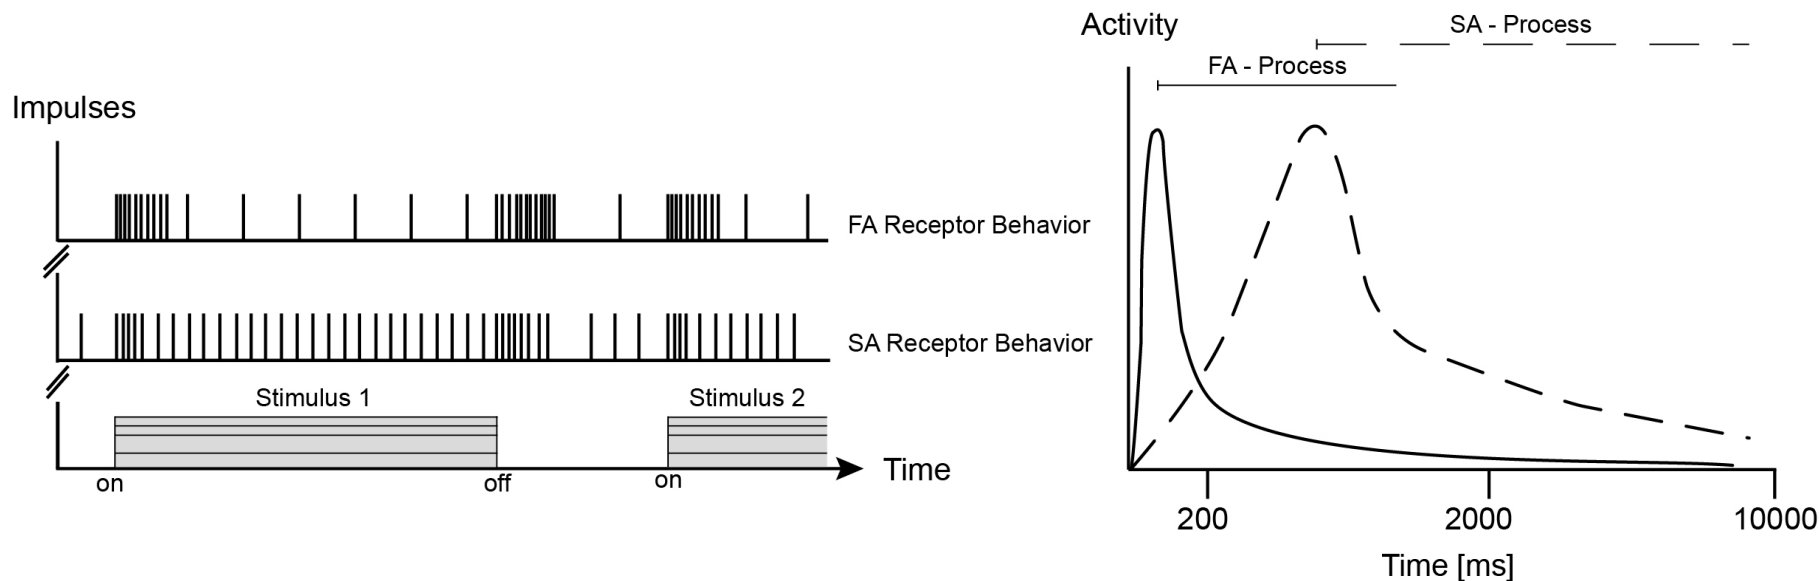 Impulses
FA Receptor Behavior
SA Receptor Behavior
Stimulus 1
Stimulus 2
on
off
on
Time
Activity
SA - Process
FA - Process
200
2000
10000
Time [ms]